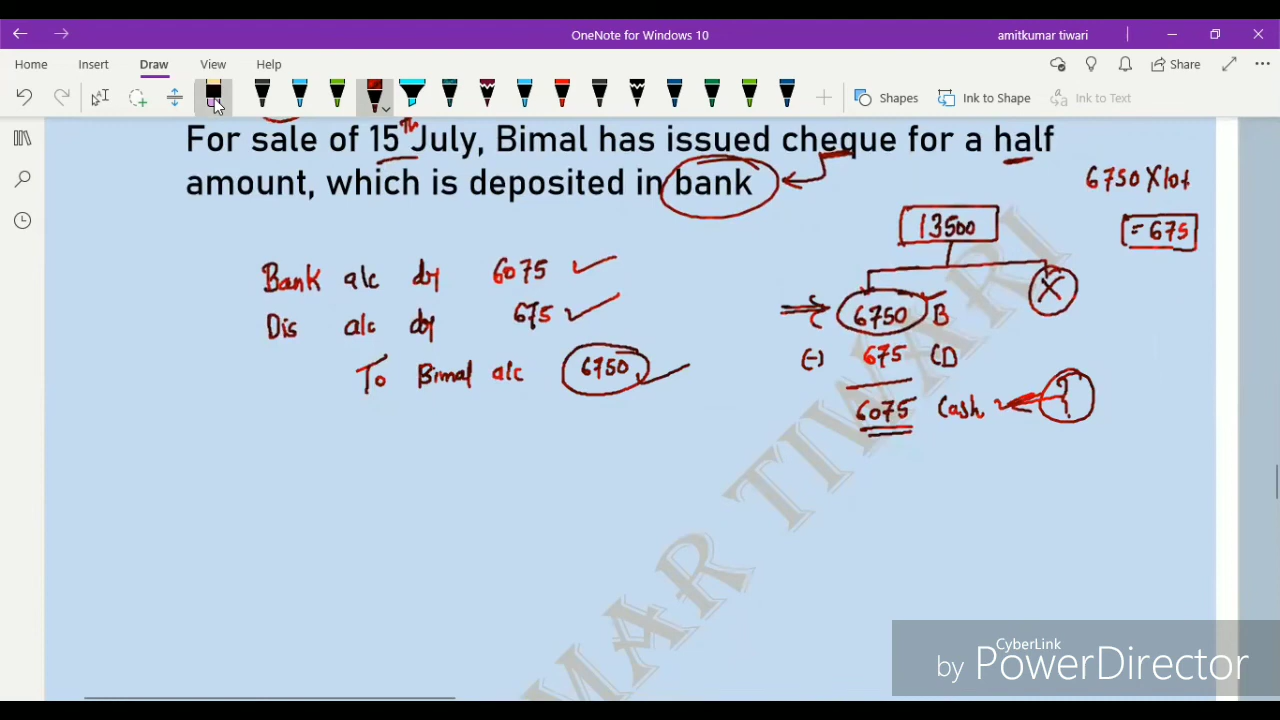 OneNote for Windows 10
amitkumar tiwari
Home Insert Draw View Help
Share
Shapes
Ink to Shape
Ink to Text
For sale of 15th July, Bimal has issued cheque for a half
amount, which is deposited in bank
6750 X 10%
= 675
13500
X
Bank a/c dr 6075
Dis a/c dr 675
To Bimal a/c 6750
6750 B
(-) 675 CD
6075 Cash
?
MAR TIWARI
CyberLink
by PowerDirector